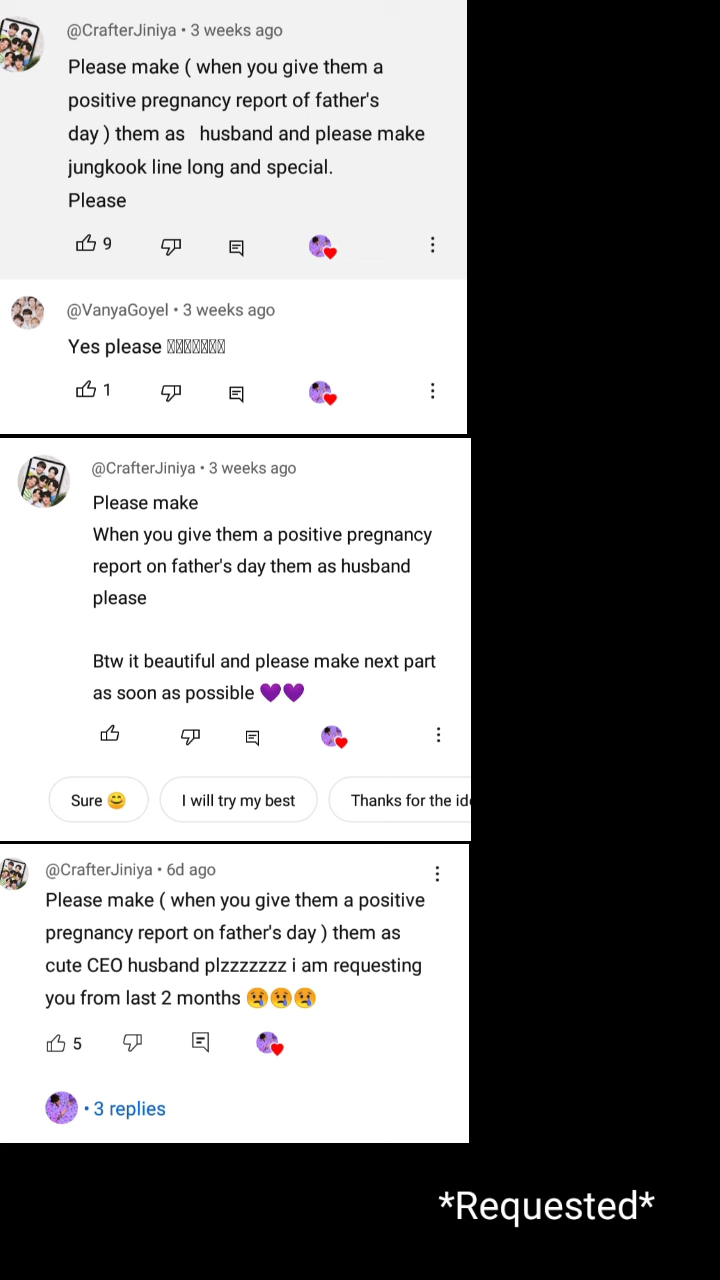 @CrafterJiniya • 3 weeks ago
Please make ( when you give them a
positive pregnancy report of father's
day ) them as husband and please make
jungkook line long and special.
Please
9
@VanyaGoyel • 3 weeks ago
Yes please
1
@CrafterJiniya • 3 weeks ago
Please make
When you give them a positive pregnancy
report on father's day them as husband
please
Btw it beautiful and please make next part
as soon as possible 💜💜
Sure 😊
I will try my best
Thanks for the ide
@CrafterJiniya • 6d ago
Please make ( when you give them a positive
pregnancy report on father's day ) them as
cute CEO husband plzzzzzzz i am requesting
you from last 2 months 😢😢😢
5
• 3 replies
*Requested*